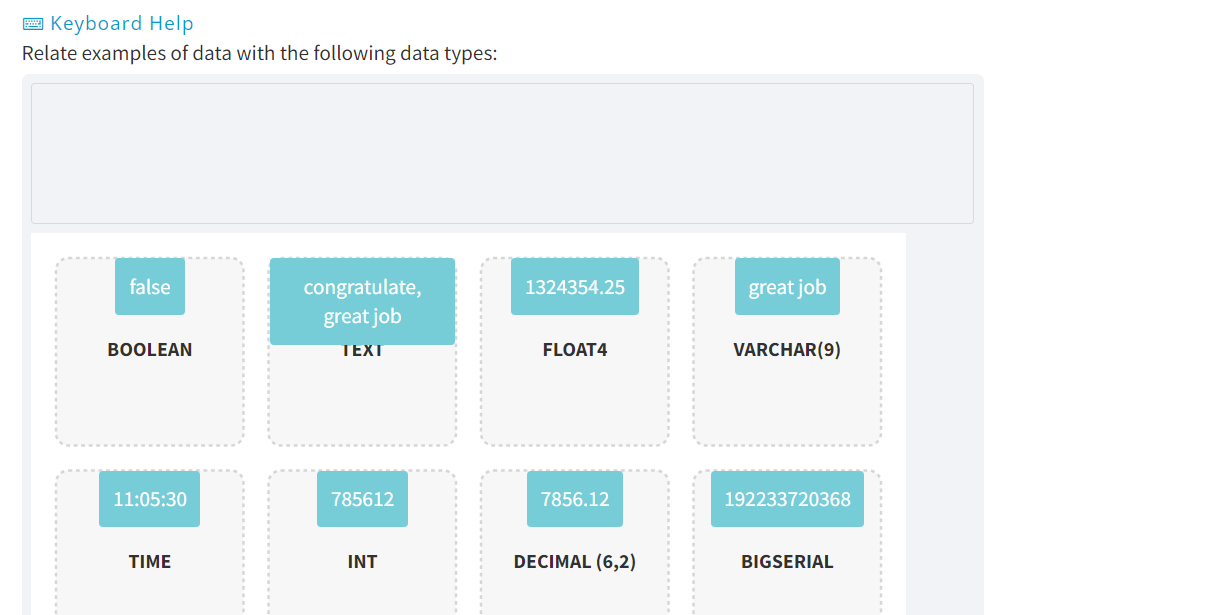 Keyboard Help
Relate examples of data with the following data types:
false
congratulate,
great job
1324354.25
great job
BOOLEAN
TEXT
FLOAT4
VARCHAR(9)
11:05:30
785612
7856.12
192233720368
TIME
INT
DECIMAL (6,2)
BIGSERIAL